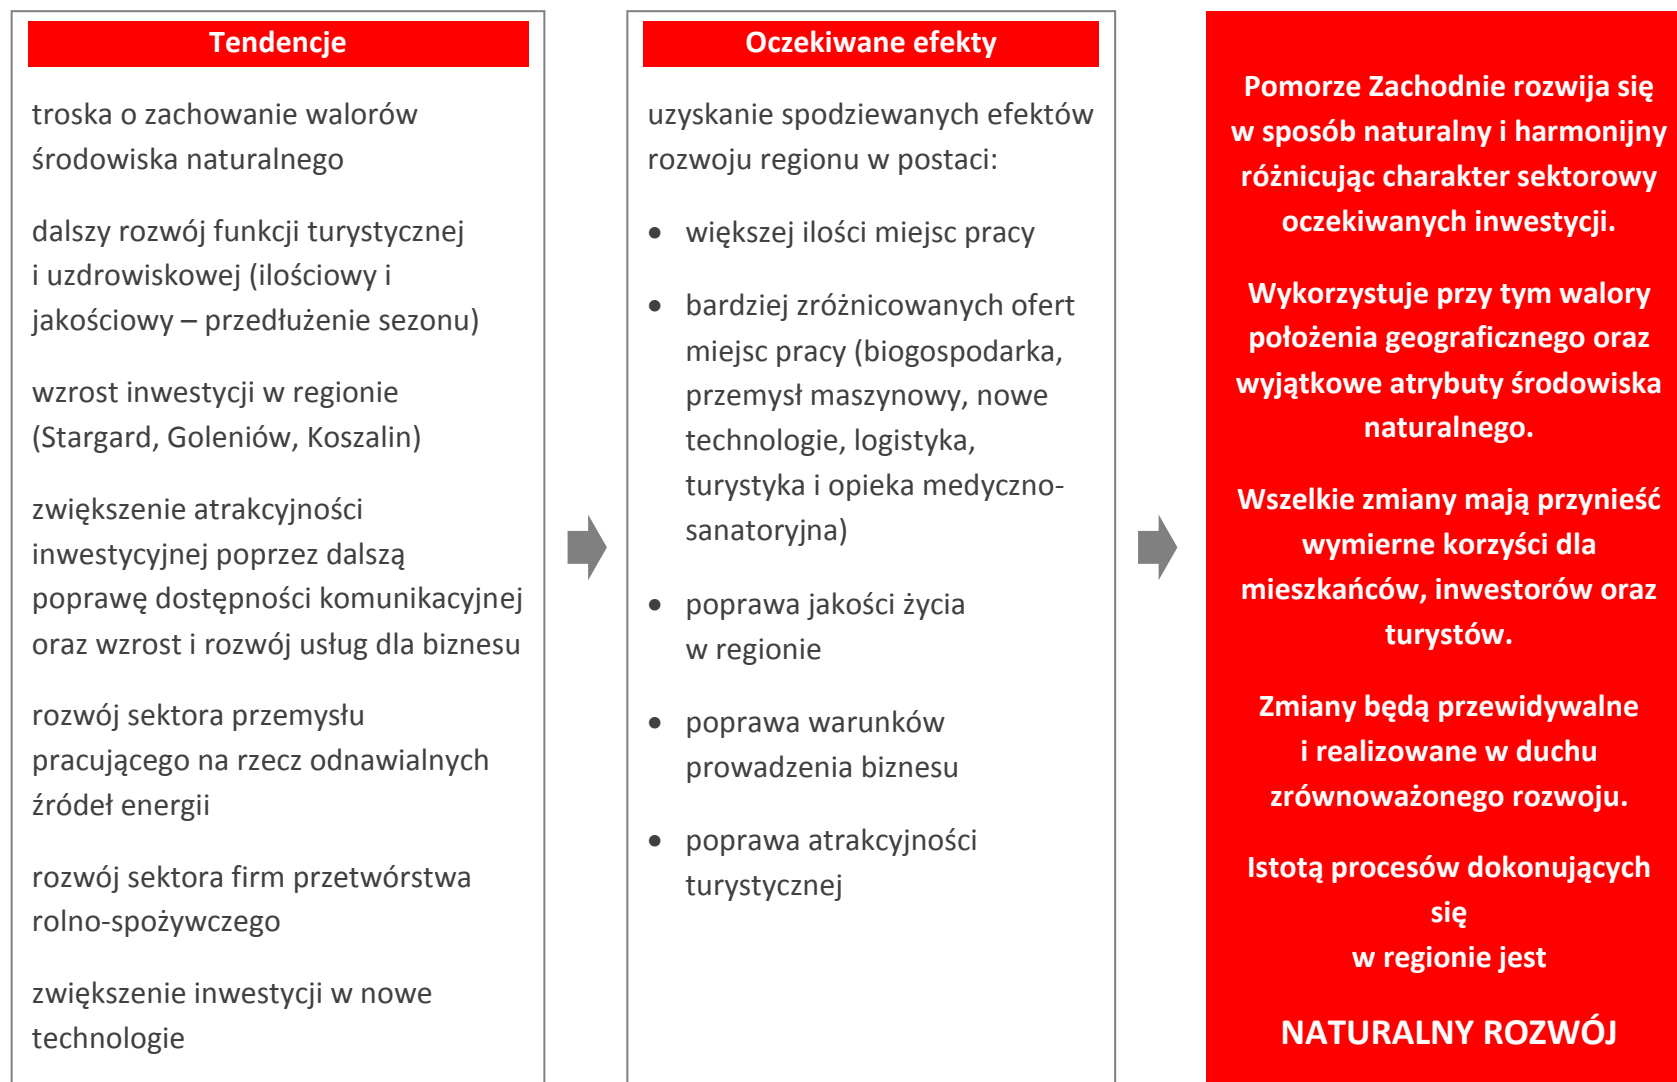 Tendencje
troska o zachowanie walorów
środowiska naturalnego
dalszy rozwój funkcji turystycznej
i uzdrowiskowej (ilościowy i
jakościowy – przedłużenie sezonu)
wzrost inwestycji w regionie
(Stargard, Goleniów, Koszalin)
zwiększenie atrakcyjności
inwestycyjnej poprzez dalszą
poprawę dostępności komunikacyjnej
oraz wzrost i rozwój usług dla biznesu
rozwój sektora przemysłu
pracującego na rzecz odnawialnych
źródeł energii
rozwój sektora firm przetwórstwa
rolno-spożywczego
zwiększenie inwestycji w nowe
technologie
Oczekiwane efekty
uzyskanie spodziewanych efektów
rozwoju regionu w postaci:
• większej ilości miejsc pracy
• bardziej zróżnicowanych ofert
miejsc pracy (biogospodarka,
przemysł maszynowy, nowe
technologie, logistyka,
turystyka i opieka medyczno-
sanatoryjna)
• poprawa jakości życia
w regionie
• poprawa warunków
prowadzenia biznesu
• poprawa atrakcyjności
turystycznej
Pomorze Zachodnie rozwija się
w sposób naturalny i harmonijny
różnicując charakter sektorowy
oczekiwanych inwestycji.
Wykorzystuje przy tym walory
położenia geograficznego oraz
wyjątkowe atrybuty środowiska
naturalnego.
Wszelkie zmiany mają przynieść
wymierne korzyści dla
mieszkańców, inwestorów oraz
turystów.
Zmiany będą przewidywalne
i realizowane w duchu
zrównoważonego rozwoju.
Istotą procesów dokonujących
się
w regionie jest
NATURALNY ROZWÓJ